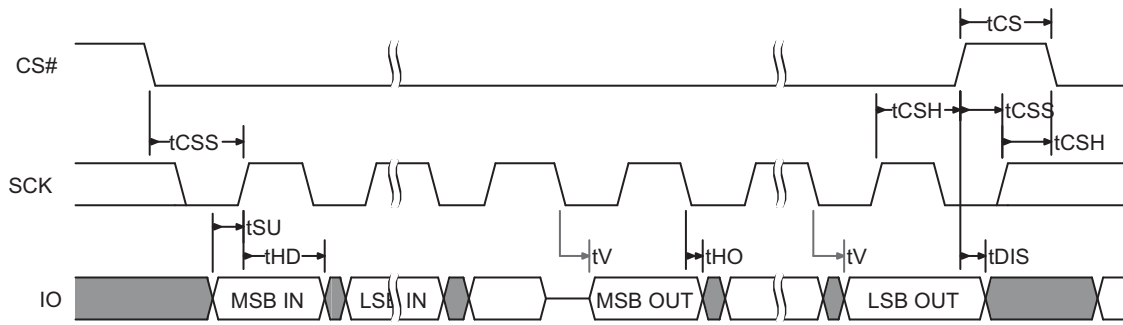 tCS
CS#
tCSH
tCSS
tCSS
tCSH
SCK
tSU
tHD
tV
tHO
tV
tDIS
IO
MSB IN
LSB IN
MSB OUT
LSB OUT